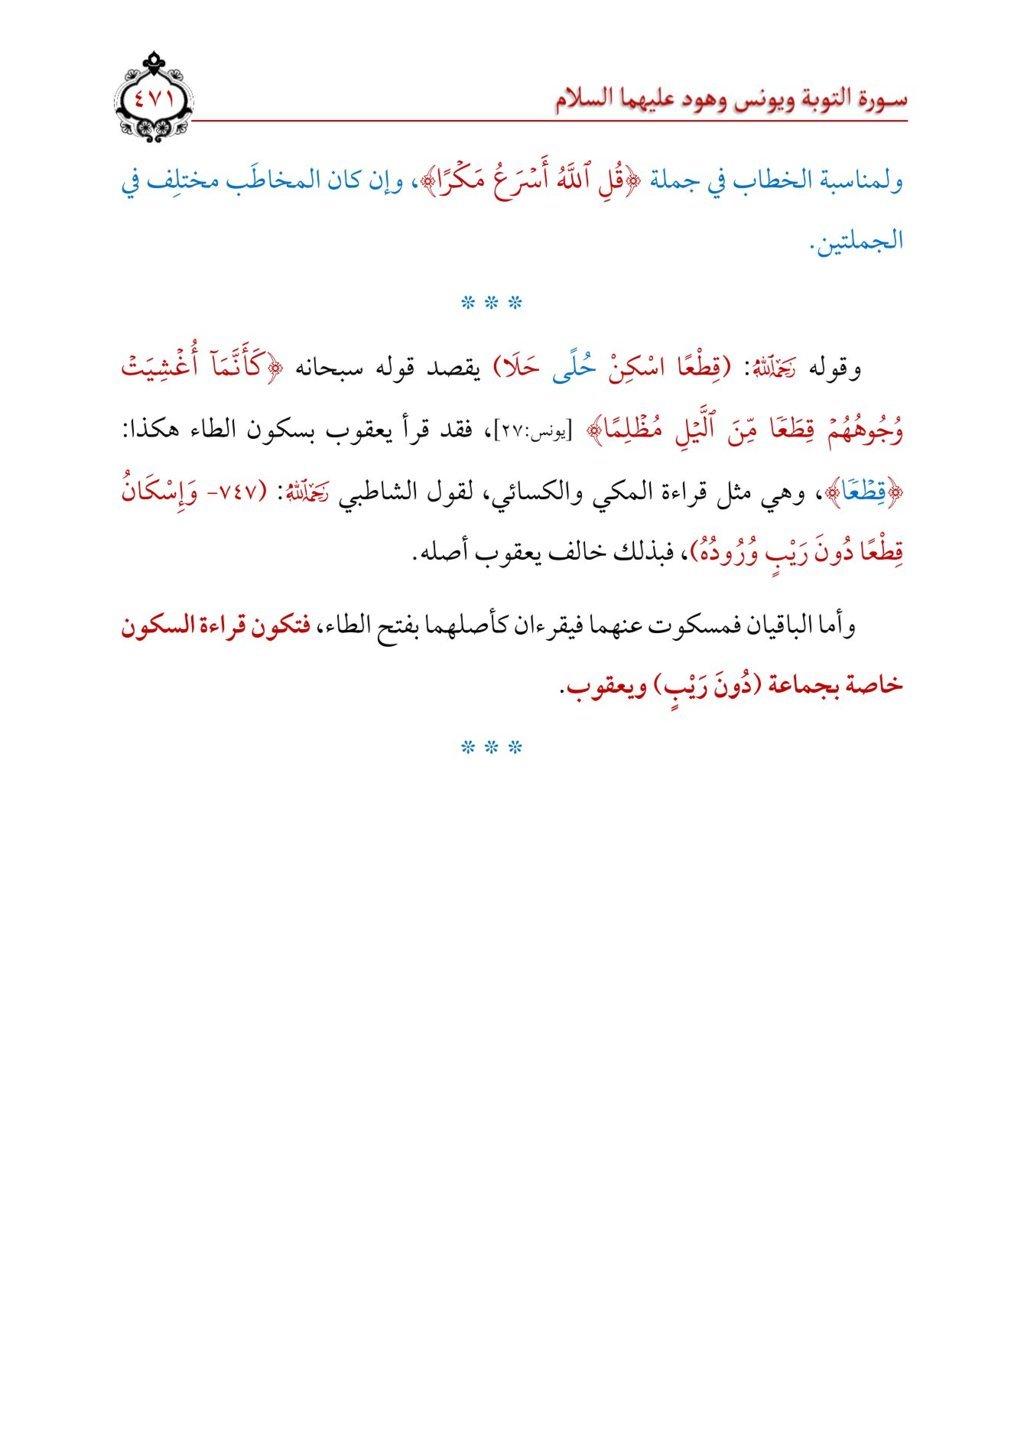 سورة التوبة ويونس وهود عليهما السلام
٤٧١
ولمناسبة الخطاب في جملة ﴿قُلِ ٱللَّهُ أَسۡرَعُ مَكۡرًا﴾، وإن كان المخاطَب مختلِف في
الجملتين.
* * *
وقوله رَحِمَهُ ٱللَّهُ: (قِطْعًا اسْكِنْ حُلًى حَلَا) يقصد قوله سبحانه ﴿كَأَنَّمَآ أُغۡشِيَتۡ
وُجُوهُهُمۡ قِطَعٗا مِّنَ ٱلَّيۡلِ مُظۡلِمًا﴾ [يونس:٢٧]، فقد قرأ يعقوب بسكون الطاء هكذا:
﴿قِطۡعٗا﴾، وهي مثل قراءة المكي والكسائي، لقول الشاطبي رَحِمَهُ ٱللَّهُ: (٧٤٧- وَإِسْكَانُ
قِطْعًا دُونَ رَيْبٍ وُرُودُهُ)، فبذلك خالف يعقوب أصله.
وأما الباقيان فمسكوت عنهما فيقرءان كأصلهما بفتح الطاء، فتكون قراءة السكون
خاصة بجماعة (دُونَ رَيْبٍ) ويعقوب.
* * *